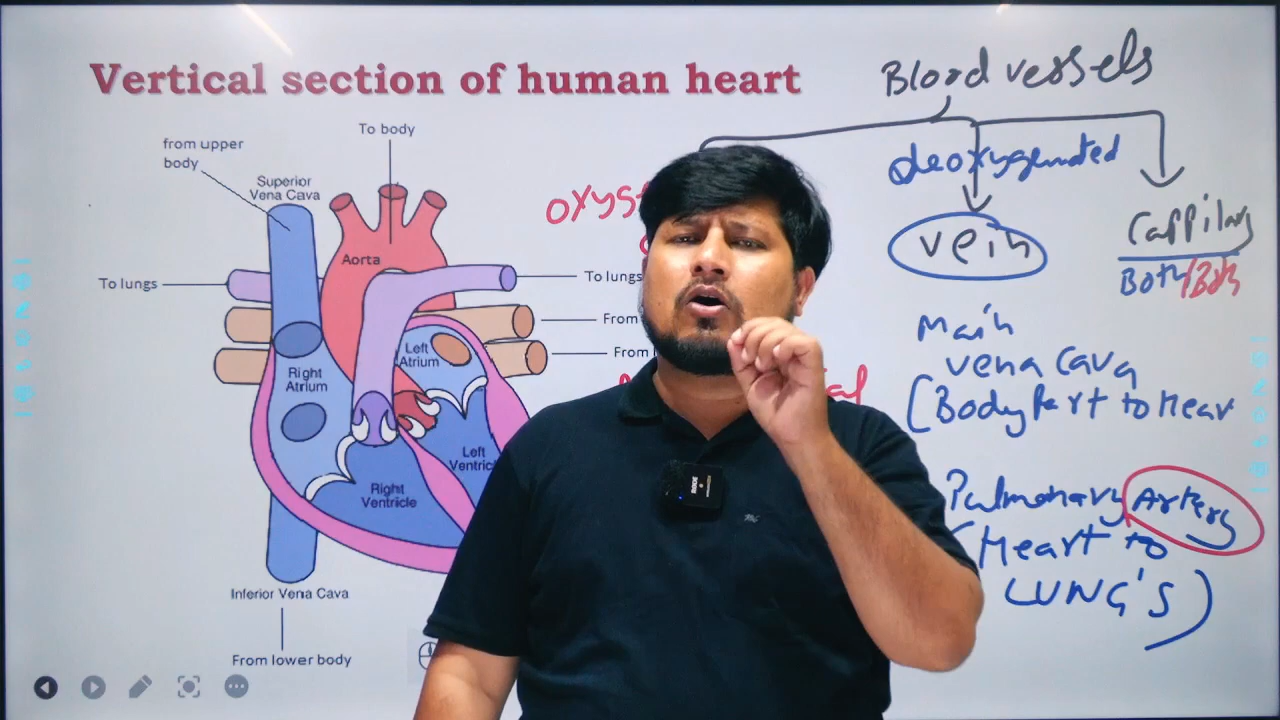 Vertical section of human heart
To body
from upper
body
Superior
Vena Cava
Aorta
To lungs
To lungs
From
From
Left
Atrium
Right
Atrium
Left
Right
Ventricle
Inferior Vena Cava
From lower body
Blood vessels
deoxygenated
vein
Cappilary
Both/Both
Main
vena cava
(Body Part to Hear
Pulmonary Artery
(Heart to
LUNG'S)